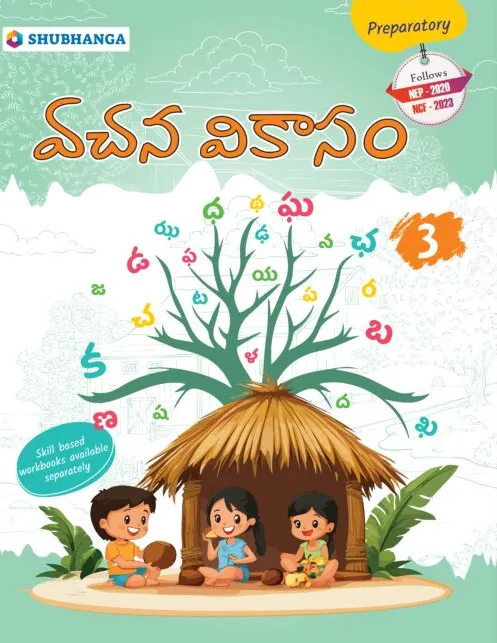 SHUBHANGA
Preparatory
Follows
NEP - 2020
NCF - 2023
వచన వికాసం
3
ధ
థ
ఘ
ఝ
ఢ
వ
ఛ
డ
ఫ
జ
ట
య
ప
ర
చ
బ
క
ళ
ణ
ష
ద
ఖ
Skill based
workbooks available
separately